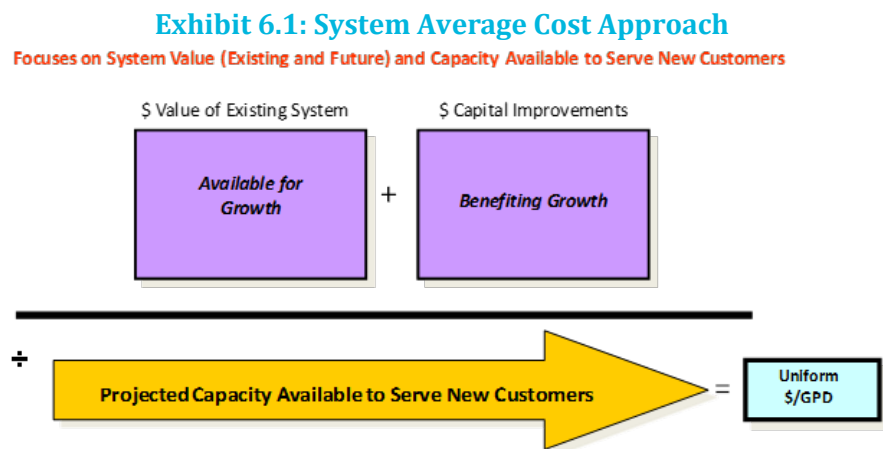 Exhibit 6.1: System Average Cost Approach
Focuses on System Value (Existing and Future) and Capacity Available to Serve New Customers
$ Value of Existing System
$ Capital Improvements
Available for
Growth
+
Benefiting Growth
÷
Projected Capacity Available to Serve New Customers
=
Uniform
$/GPD